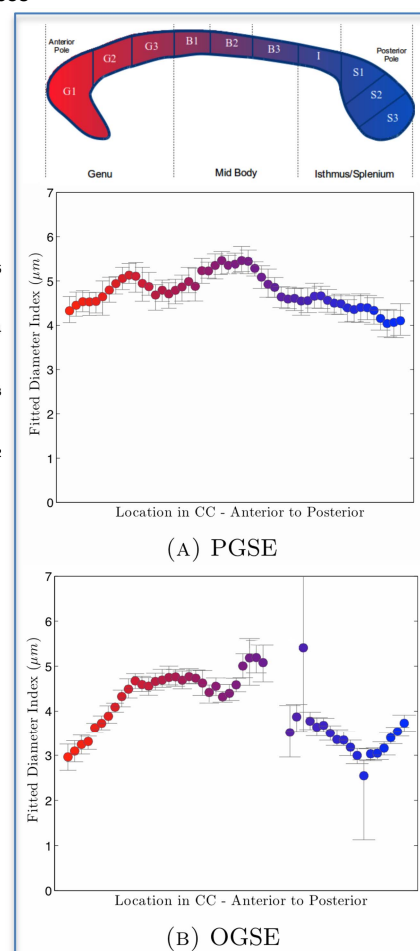 Anterior Pole
G1
G2
G3
B1
B2
B3
I
S1
S2
S3
Posterior Pole
Genu
Mid Body
Isthmus/Splenium
Fitted Diameter Index (μm)
7
6
5
4
3
2
1
0
Location in CC - Anterior to Posterior
(A) PGSE
Fitted Diameter Index (μm)
7
6
5
4
3
2
1
0
Location in CC - Anterior to Posterior
(B) OGSE